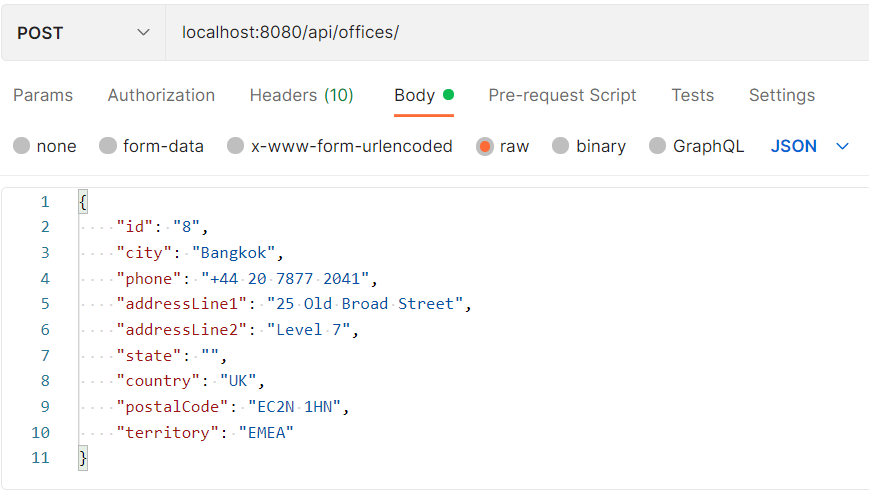 POST localhost:8080/api/offices/
Params Authorization Headers (10) Body Pre-request Script Tests Settings
none form-data x-www-form-urlencoded raw binary GraphQL JSON
1 {
2 "id": "8",
3 "city": "Bangkok",
4 "phone": "+44 20 7877 2041",
5 "addressLine1": "25 Old Broad Street",
6 "addressLine2": "Level 7",
7 "state": "",
8 "country": "UK",
9 "postalCode": "EC2N 1HN",
10 "territory": "EMEA"
11 }